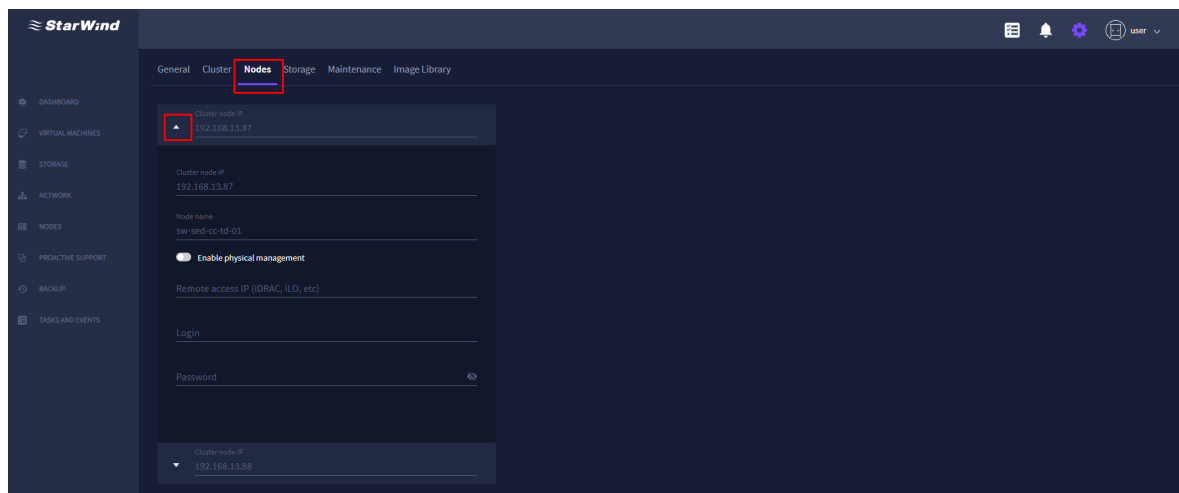 StarWind
user
General Cluster Nodes Storage Maintenance Image Library
DASHBOARD
VIRTUAL MACHINES
STORAGE
NETWORK
NODES
PROACTIVE SUPPORT
BACKUP
TASKS AND EVENTS
Cluster node IP
192.168.13.87
Cluster node IP
192.168.13.87
Node name
sw-sed-cc-td-01
Enable physical management
Remote access IP (IDRAC, iLO, etc)
Login
Password
Cluster node IP
192.168.13.88